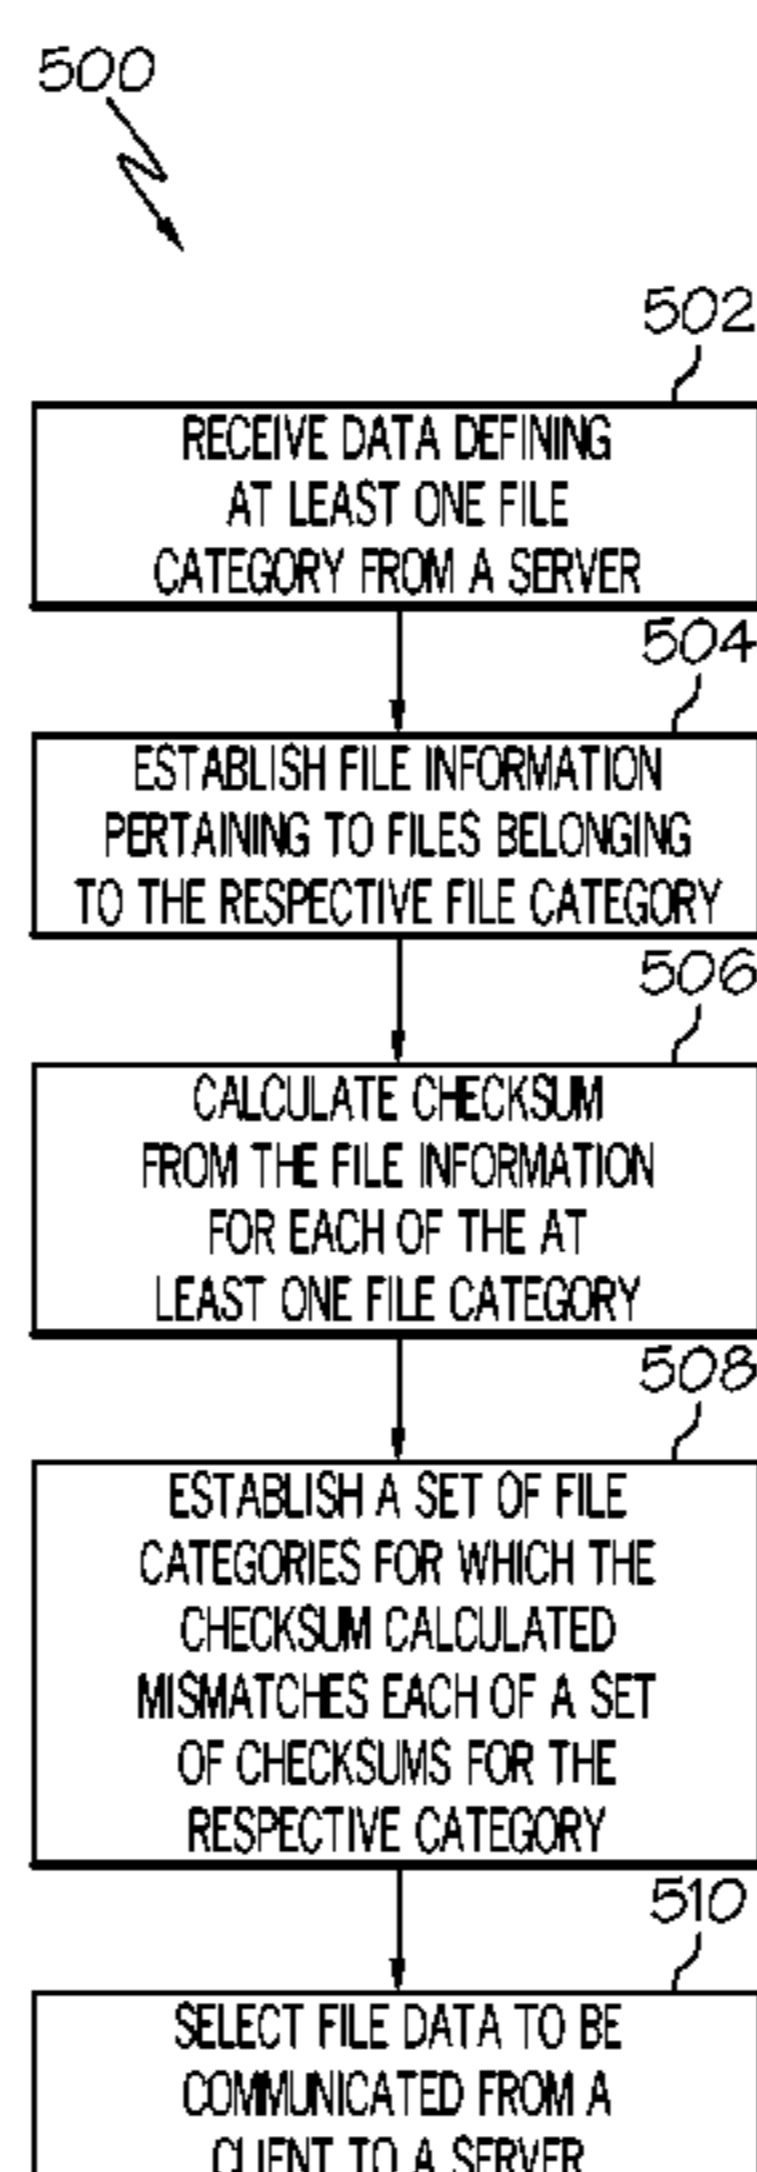 500
502
RECEIVE DATA DEFINING
AT LEAST ONE FILE
CATEGORY FROM A SERVER
504
ESTABLISH FILE INFORMATION
PERTAINING TO FILES BELONGING
TO THE RESPECTIVE FILE CATEGORY
506
CALCULATE CHECKSUM
FROM THE FILE INFORMATION
FOR EACH OF THE AT
LEAST ONE FILE CATEGORY
508
ESTABLISH A SET OF FILE
CATEGORIES FOR WHICH THE
CHECKSUM CALCULATED
MISMATCHES EACH OF A SET
OF CHECKSUMS FOR THE
RESPECTIVE CATEGORY
510
SELECT FILE DATA TO BE
COMMUNICATED FROM A
CLIENT TO A SERVER